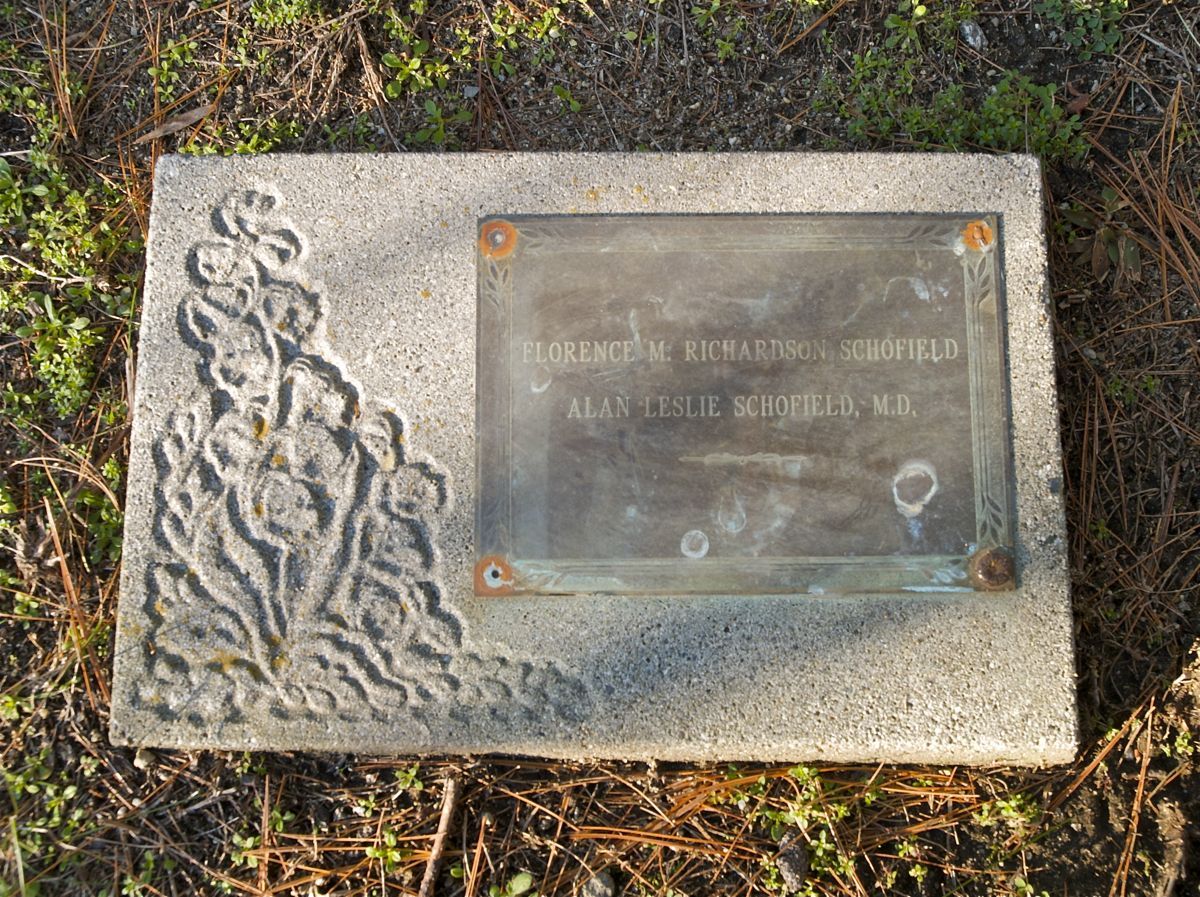 FLORENCE M. RICHARDSON SCHOFIELD
ALAN LESLIE SCHOFIELD, M.D.